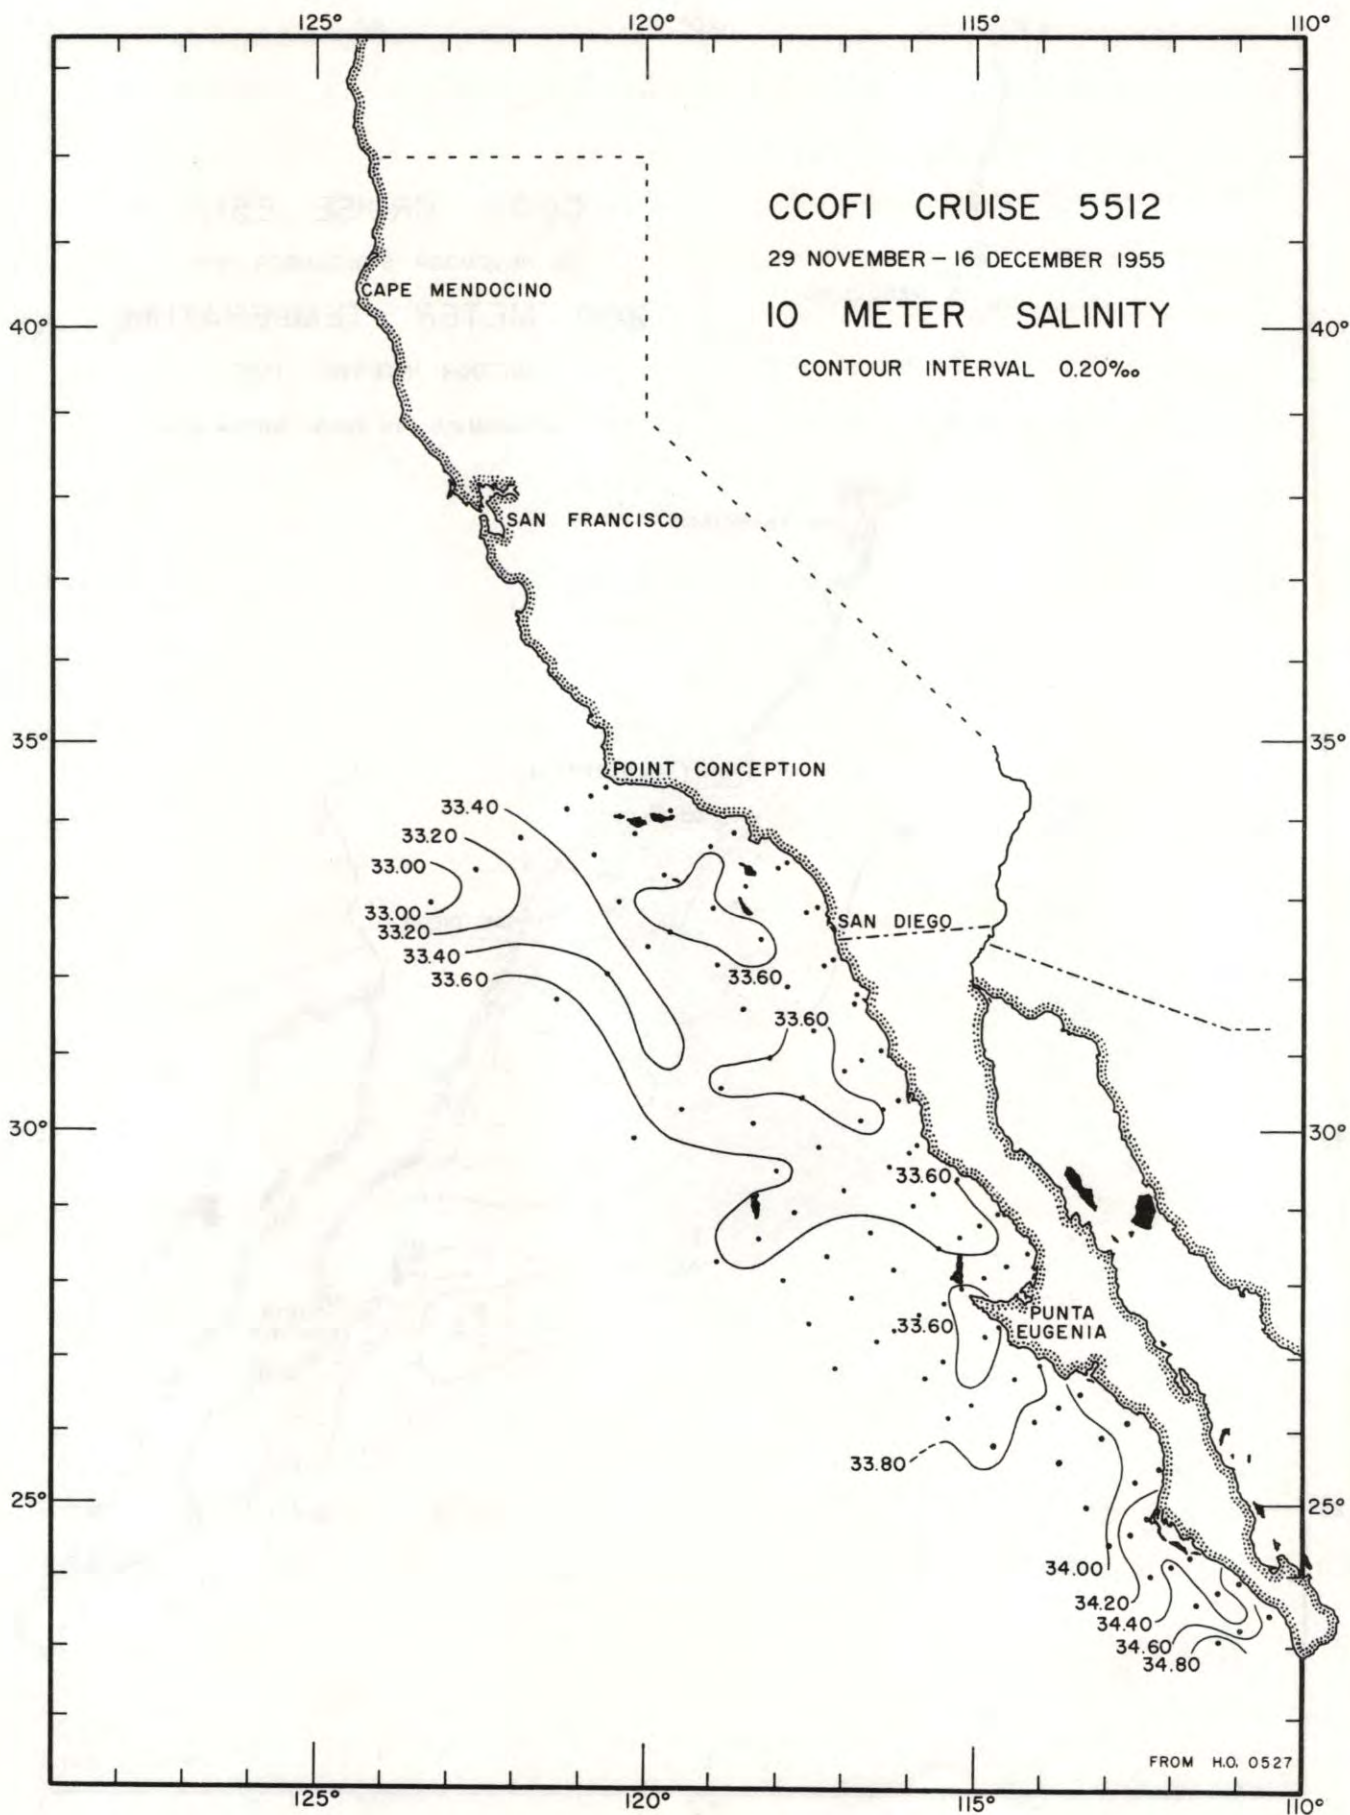 125° 120° 115° 110°
CCOFI CRUISE 5512
29 NOVEMBER – 16 DECEMBER 1955
10 METER SALINITY
CONTOUR INTERVAL 0.20‰
CAPE MENDOCINO
40° 40°
SAN FRANCISCO
35° 35°
POINT CONCEPTION
33.40
33.20
33.00
33.00
33.20
33.40
33.60
SAN DIEGO
33.60
33.60
30° 30°
33.60
PUNTA
EUGENIA
33.60
33.80
25° 25°
34.00
34.20
34.40
34.60
34.80
FROM H.O. 0527
125° 120° 115° 110°